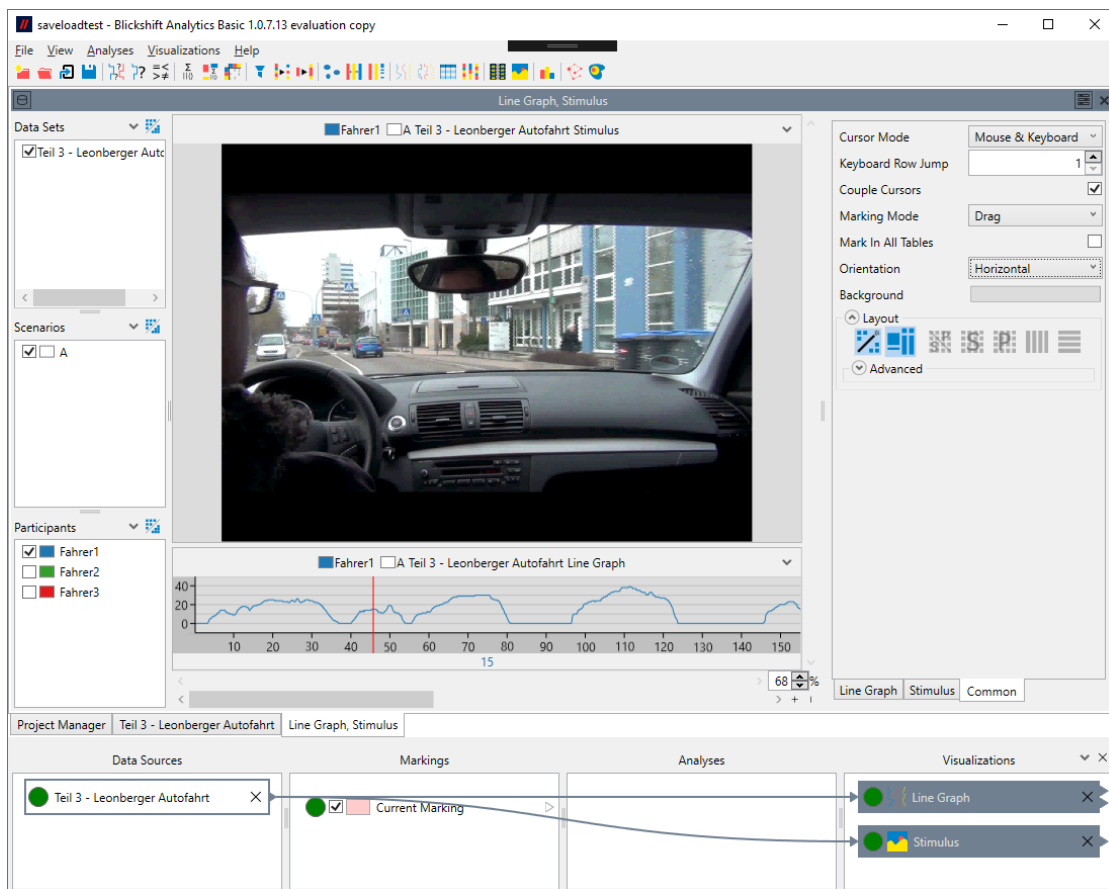 saveloadtest - Blickshift Analytics Basic 1.0.7.13 evaluation copy
File View Analyses Visualizations Help
Line Graph, Stimulus
Data Sets
Teil 3 - Leonberger Auto
Scenarios
A
Participants
Fahrer1
Fahrer2
Fahrer3
Fahrer1 A Teil 3 - Leonberger Autofahrt Stimulus
Fahrer1 A Teil 3 - Leonberger Autofahrt Line Graph
40
20
0
10 20 30 40 50 60 70 80 90 100 110 120 130 140 150
15
68 %
Cursor Mode Mouse & Keyboard
Keyboard Row Jump 1
Couple Cursors
Marking Mode Drag
Mark In All Tables
Orientation Horizontal
Background
Layout
Advanced
Line Graph Stimulus Common
Project Manager Teil 3 - Leonberger Autofahrt Line Graph, Stimulus
Data Sources Markings Analyses Visualizations
Teil 3 - Leonberger Autofahrt
Current Marking
Line Graph
Stimulus